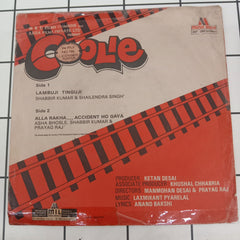 COOLIE
Side 1
LAMBUJI TINGUJI
SHABBIR KUMAR & SHAILENDRA SINGH
Side 2
ALLA RAKHA..., ACCIDENT HO GAYA
ASHA BHOSLE, SHABBIR KUMAR &
PRAYAG RAJ
PRODUCER: KETAN DESAI
ASSOCIATE PRODUCER: KHUSHAL CHHABRIA
DIRECTORS: MANMOHAN DESAI & PRAYAG RAJ
MUSIC: LAXMIKANT PYARELAL
LYRICS: ANAND BAKSHI
MIL